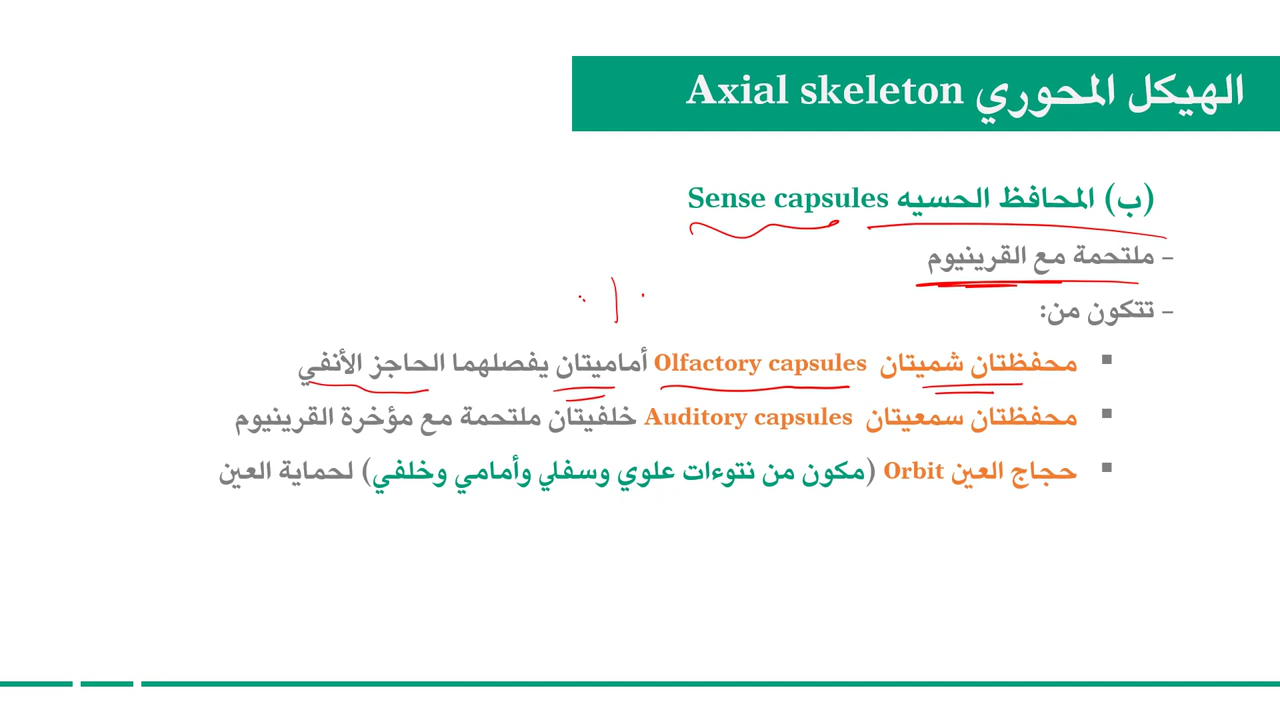 الهيكل المحوري Axial skeleton
(ب) المحافظ الحسيه Sense capsules
- ملتحمة مع القرينيوم
- تتكون من:
▪ محفظتان شميتان Olfactory capsules أماميتان يفصلهما الحاجز الأنفي
▪ محفظتان سمعيتان Auditory capsules خلفيتان ملتحمة مع مؤخرة القرينيوم
▪ حجاج العين Orbit (مكون من نتوءات علوي وسفلي وأمامي وخلفي) لحماية العين